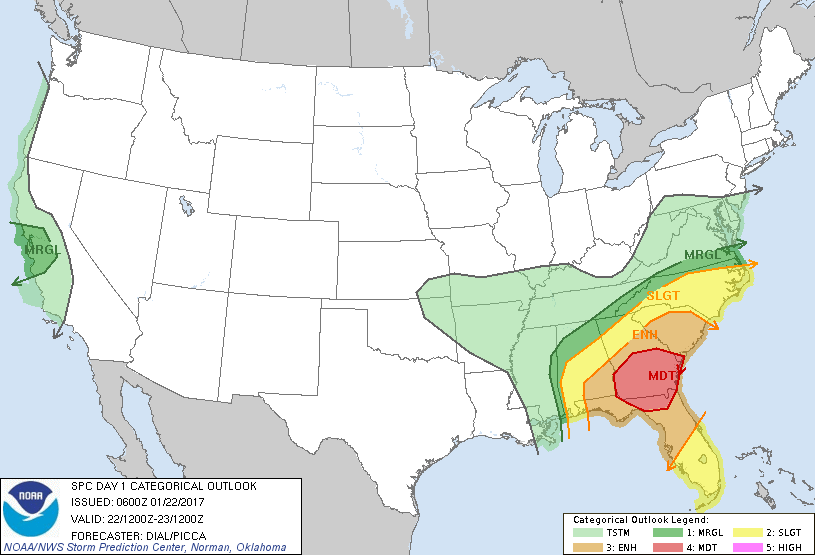 MRGL
MRGL
SLGT
ENH
MDT
NOAA
SPC DAY 1 CATEGORICAL OUTLOOK
ISSUED: 0600Z 01/22/2017
VALID: 22/1200Z-23/1200Z
FORECASTER: DIAL/PICCA
NOAA/NWS Storm Prediction Center, Norman, Oklahoma
Categorical Outlook Legend:
TSTM
1: MRGL
2: SLGT
3: ENH
4: MDT
5: HIGH